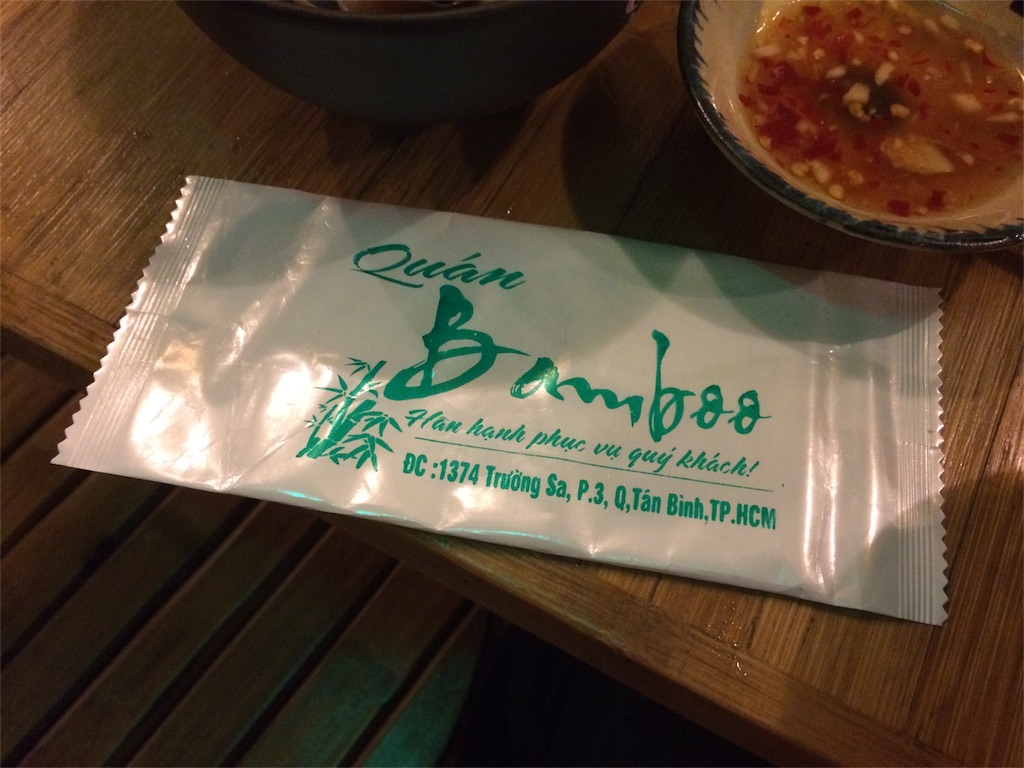 Quán
Bamboo
Hân hạnh phục vụ quý khách!
ĐC :1374 Trường Sa, P.3, Q,Tân Bình,TP.HCM